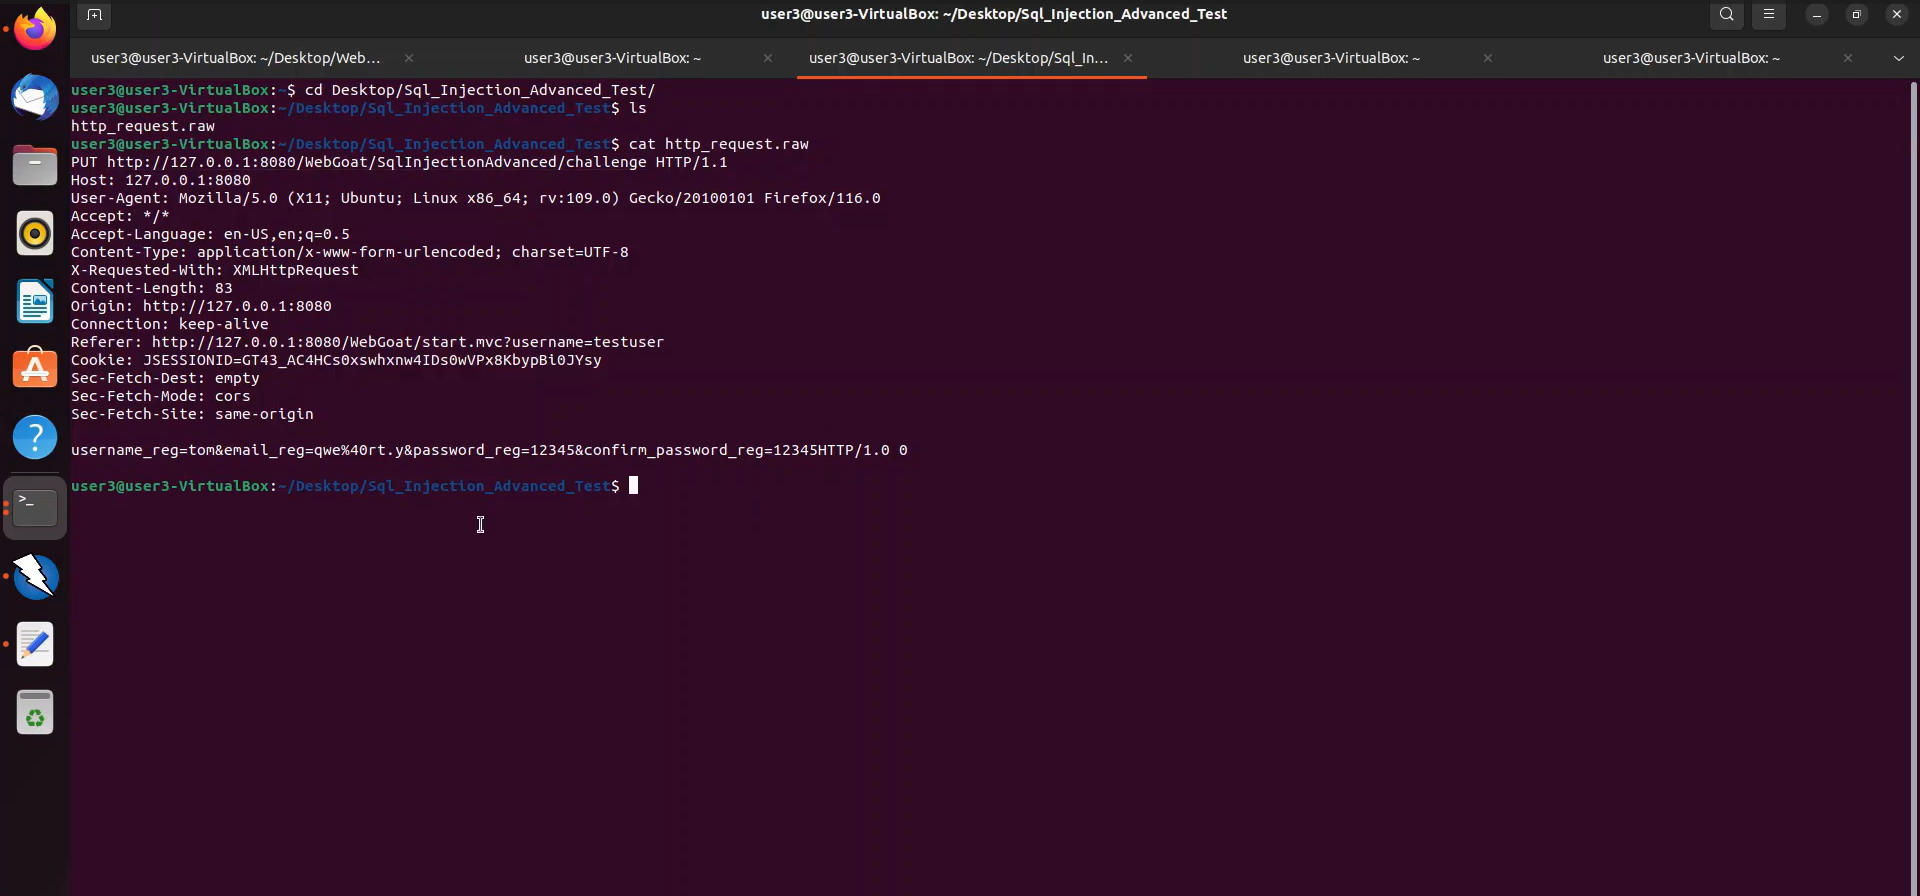 user3@user3-VirtualBox: ~/Desktop/Sql_Injection_Advanced_Test
user3@user3-VirtualBox: ~/Desktop/Web...
user3@user3-VirtualBox: ~
user3@user3-VirtualBox: ~/Desktop/Sql_In...
user3@user3-VirtualBox: ~
user3@user3-VirtualBox: ~
user3@user3-VirtualBox:~$ cd Desktop/Sql_Injection_Advanced_Test/
user3@user3-VirtualBox:~/Desktop/Sql_Injection_Advanced_Test$ ls
http_request.raw
user3@user3-VirtualBox:~/Desktop/Sql_Injection_Advanced_Test$ cat http_request.raw
PUT http://127.0.0.1:8080/WebGoat/SqlInjectionAdvanced/challenge HTTP/1.1
Host: 127.0.0.1:8080
User-Agent: Mozilla/5.0 (X11; Ubuntu; Linux x86_64; rv:109.0) Gecko/20100101 Firefox/116.0
Accept: */*
Accept-Language: en-US,en;q=0.5
Content-Type: application/x-www-form-urlencoded; charset=UTF-8
X-Requested-With: XMLHttpRequest
Content-Length: 83
Origin: http://127.0.0.1:8080
Connection: keep-alive
Referer: http://127.0.0.1:8080/WebGoat/start.mvc?username=testuser
Cookie: JSESSIONID=GT43_AC4HCs0xswhxnw4IDs0wVPx8KbypBi0JYsy
Sec-Fetch-Dest: empty
Sec-Fetch-Mode: cors
Sec-Fetch-Site: same-origin
username_reg=tom&email_reg=qwe%40rt.y&password_reg=12345&confirm_password_reg=12345HTTP/1.0 0
user3@user3-VirtualBox:~/Desktop/Sql_Injection_Advanced_Test$